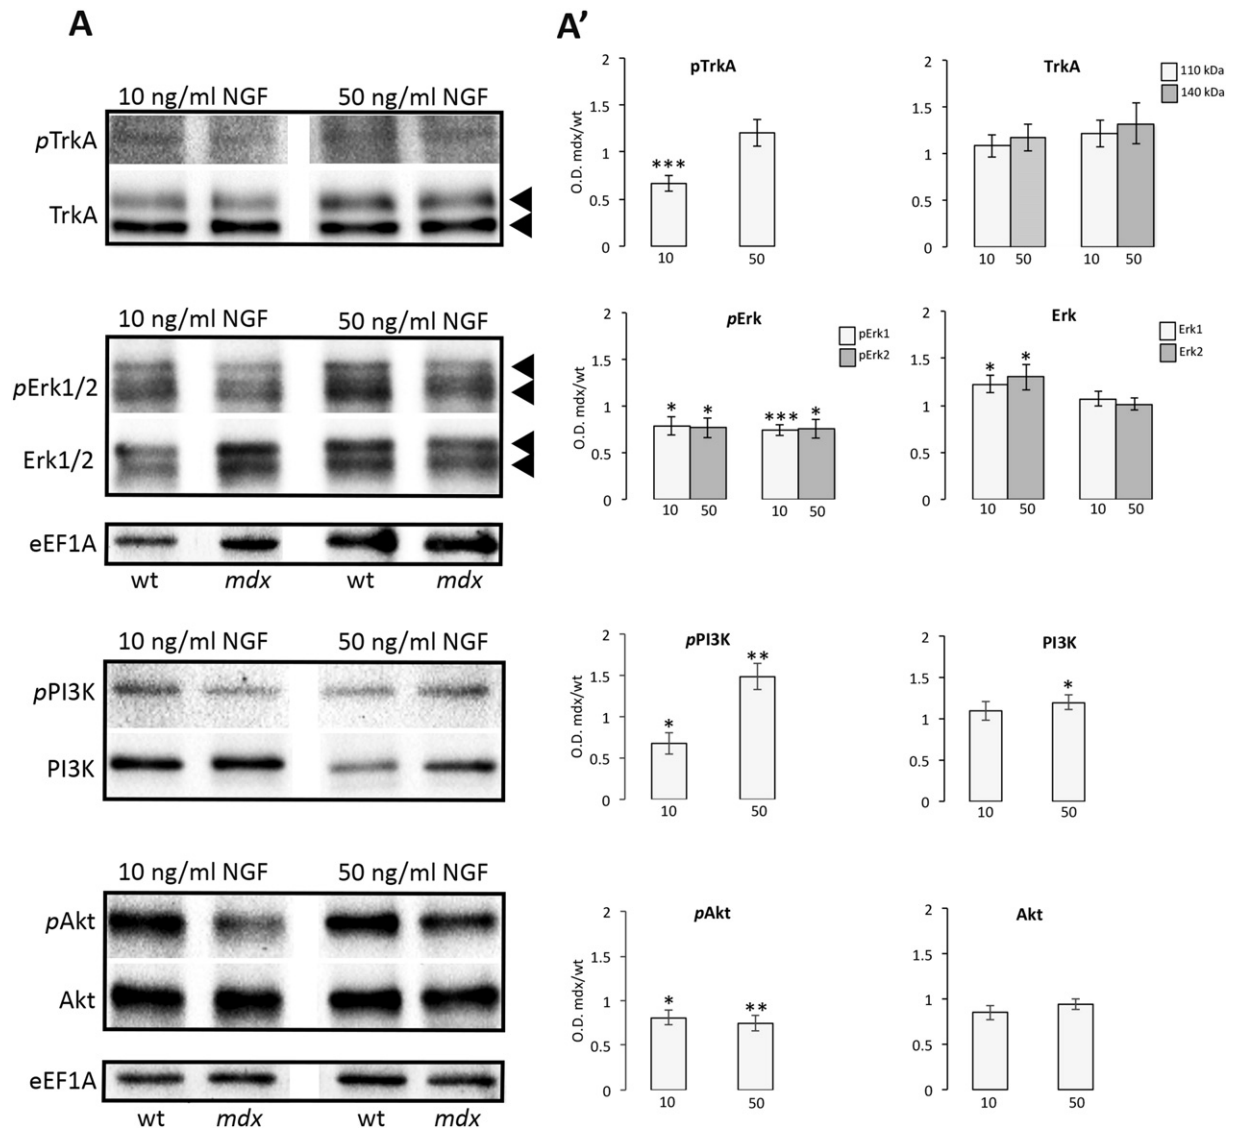 A
10 ng/ml NGF 50 ng/ml NGF
pTrkA
TrkA
10 ng/ml NGF 50 ng/ml NGF
pErk1/2
Erk1/2
eEF1A
wt mdx wt mdx
10 ng/ml NGF 50 ng/ml NGF
pPI3K
PI3K
10 ng/ml NGF 50 ng/ml NGF
pAkt
Akt
eEF1A
wt mdx wt mdx
A'
pTrkA
O.D. mdx/wt
2
1.5
1
0.5
0
***
10 50
TrkA
110 kDa
140 kDa
2
1.5
1
0.5
0
10 50 10 50
pErk
pErk1
pErk2
O.D. mdx/wt
2
1.5
1
0.5
0
* * *** *
10 50 10 50
Erk
Erk1
Erk2
2
1.5
1
0.5
0
* *
10 50 10 50
pPI3K
O.D. mdx/wt
2
1.5
1
0.5
0
* **
10 50
PI3K
2
1.5
1
0.5
0
*
10 50
pAkt
O.D. mdx/wt
2
1.5
1
0.5
0
* **
10 50
Akt
2
1.5
1
0.5
0
10 50